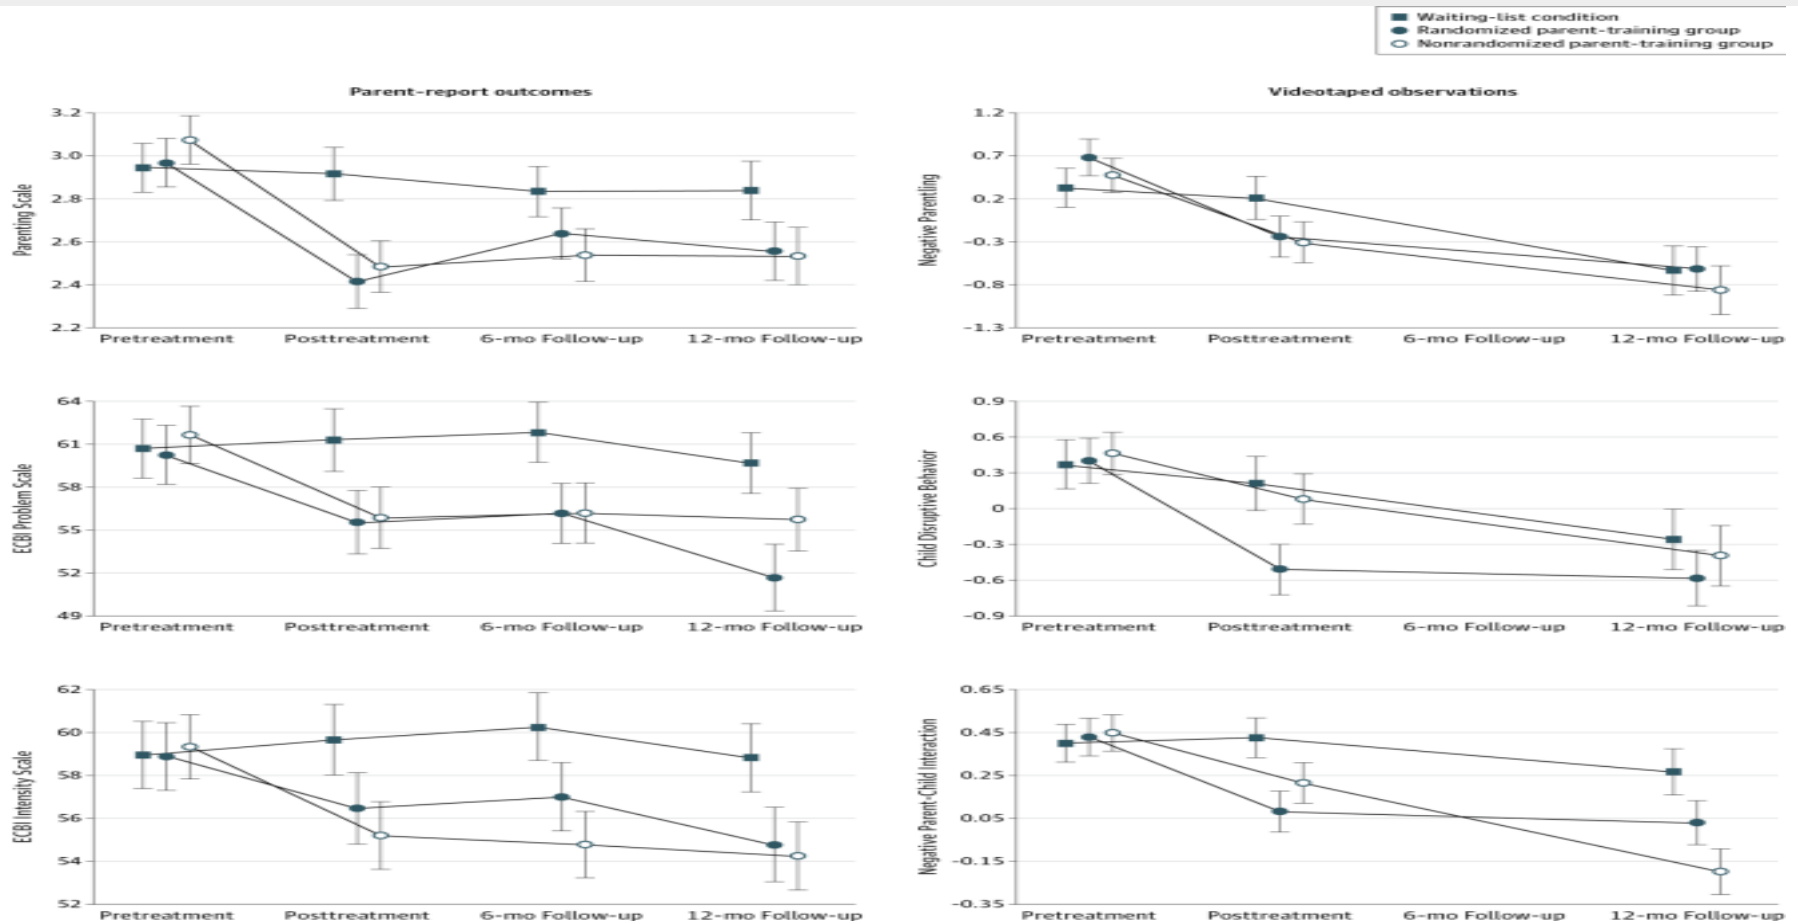 Waiting-list condition
Randomized parent-training group
Nonrandomized parent-training group
Parent-report outcomes
3.2
3.0
2.8
2.6
2.4
2.2
Parenting Scale
Pretreatment Posttreatment 6-mo Follow-up 12-mo Follow-up
Videotaped observations
1.2
0.7
0.2
-0.3
-0.8
-1.3
Negative Parentling
Pretreatment Posttreatment 6-mo Follow-up 12-mo Follow-up
64
61
58
55
52
49
ECBI Problem Scale
Pretreatment Posttreatment 6-mo Follow-up 12-mo Follow-up
0.9
0.6
0.3
0
-0.3
-0.6
-0.9
Child Disruptive Behavior
Pretreatment Posttreatment 6-mo Follow-up 12-mo Follow-up
62
60
58
56
54
52
ECBI Intensity Scale
Pretreatment Posttreatment 6-mo Follow-up 12-mo Follow-up
0.65
0.45
0.25
0.05
-0.15
-0.35
Negative Parent-Child Interaction
Pretreatment Posttreatment 6-mo Follow-up 12-mo Follow-up